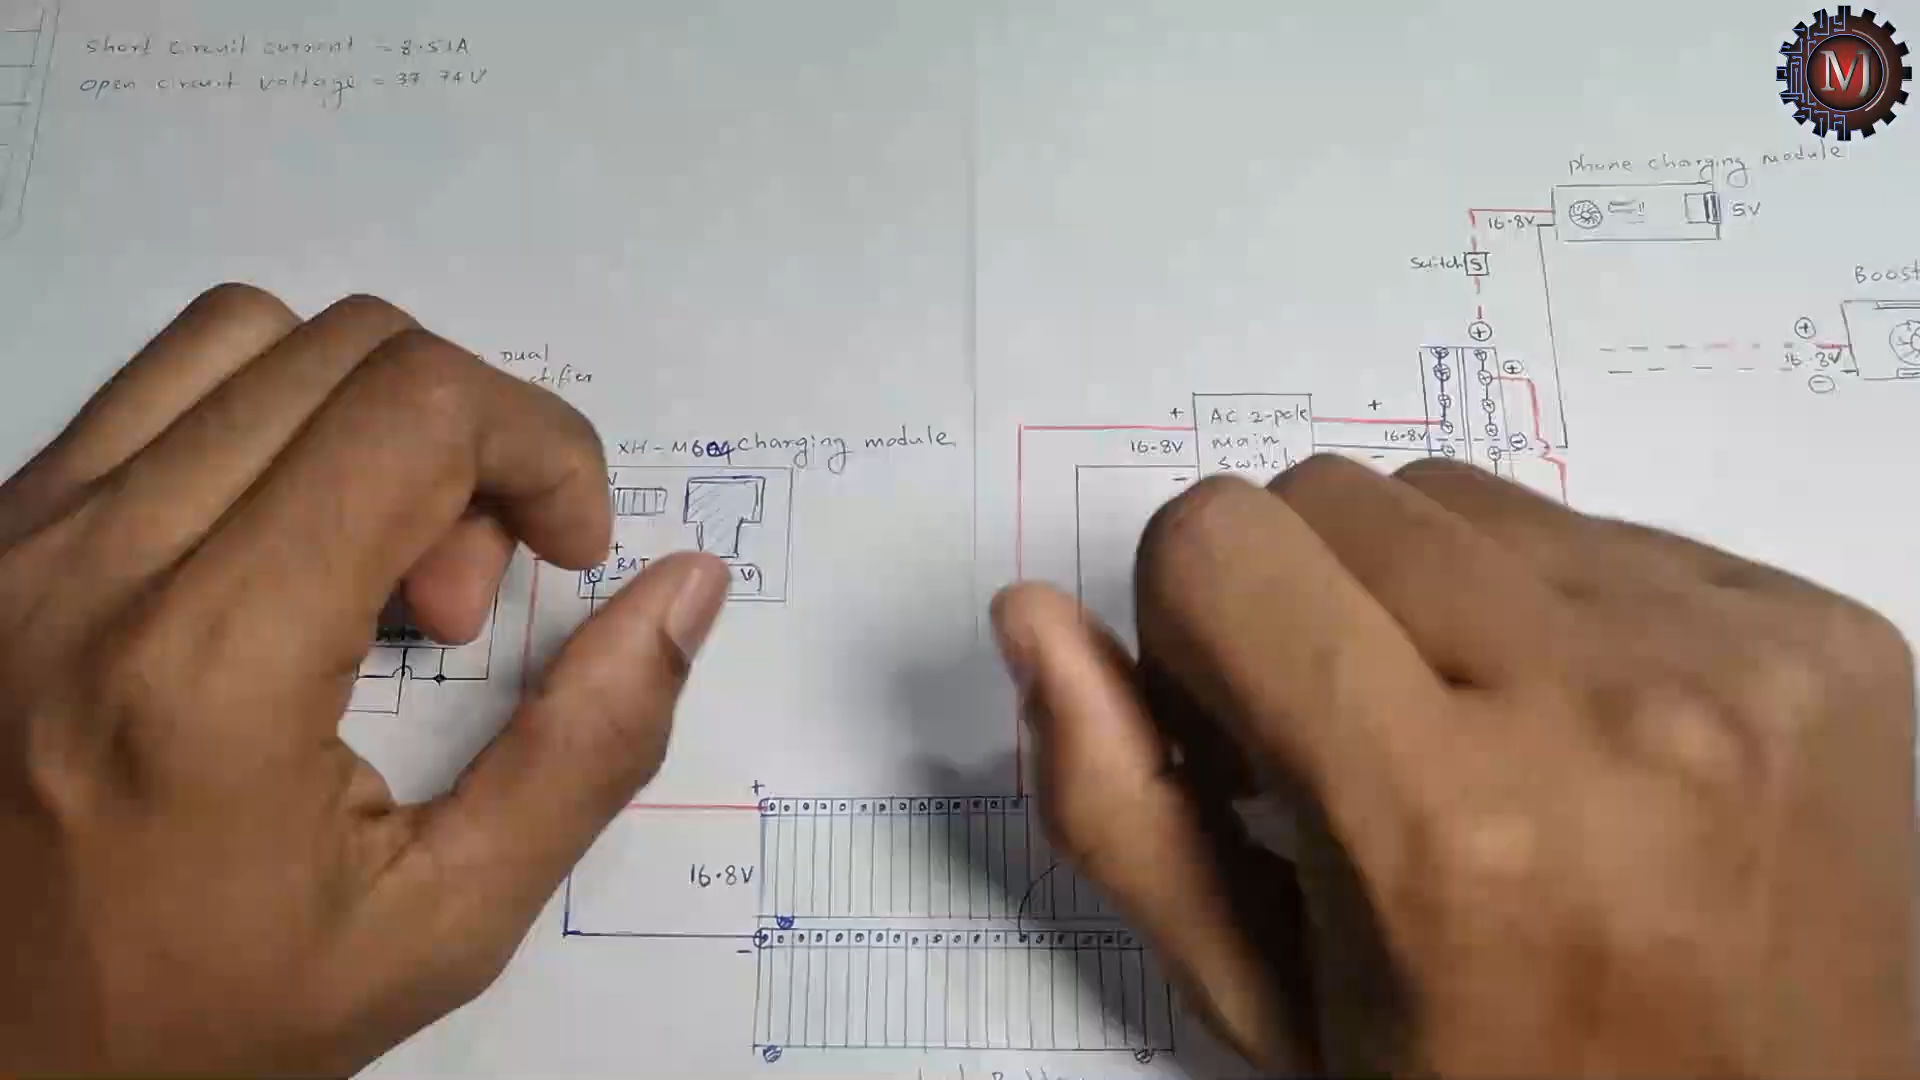 Short circuit current = 8.51A
open circuit voltage = 37.74V
MJ
Phone charging module
16.8V
5V
Switch S
Boost
+
+
16.8V
-
Dual
+
AC 2-pole
main
switch
+
16.8V
16.8V
-
-
XH-M604 charging module
V
+
BAT
-
V
+
16.8V
-